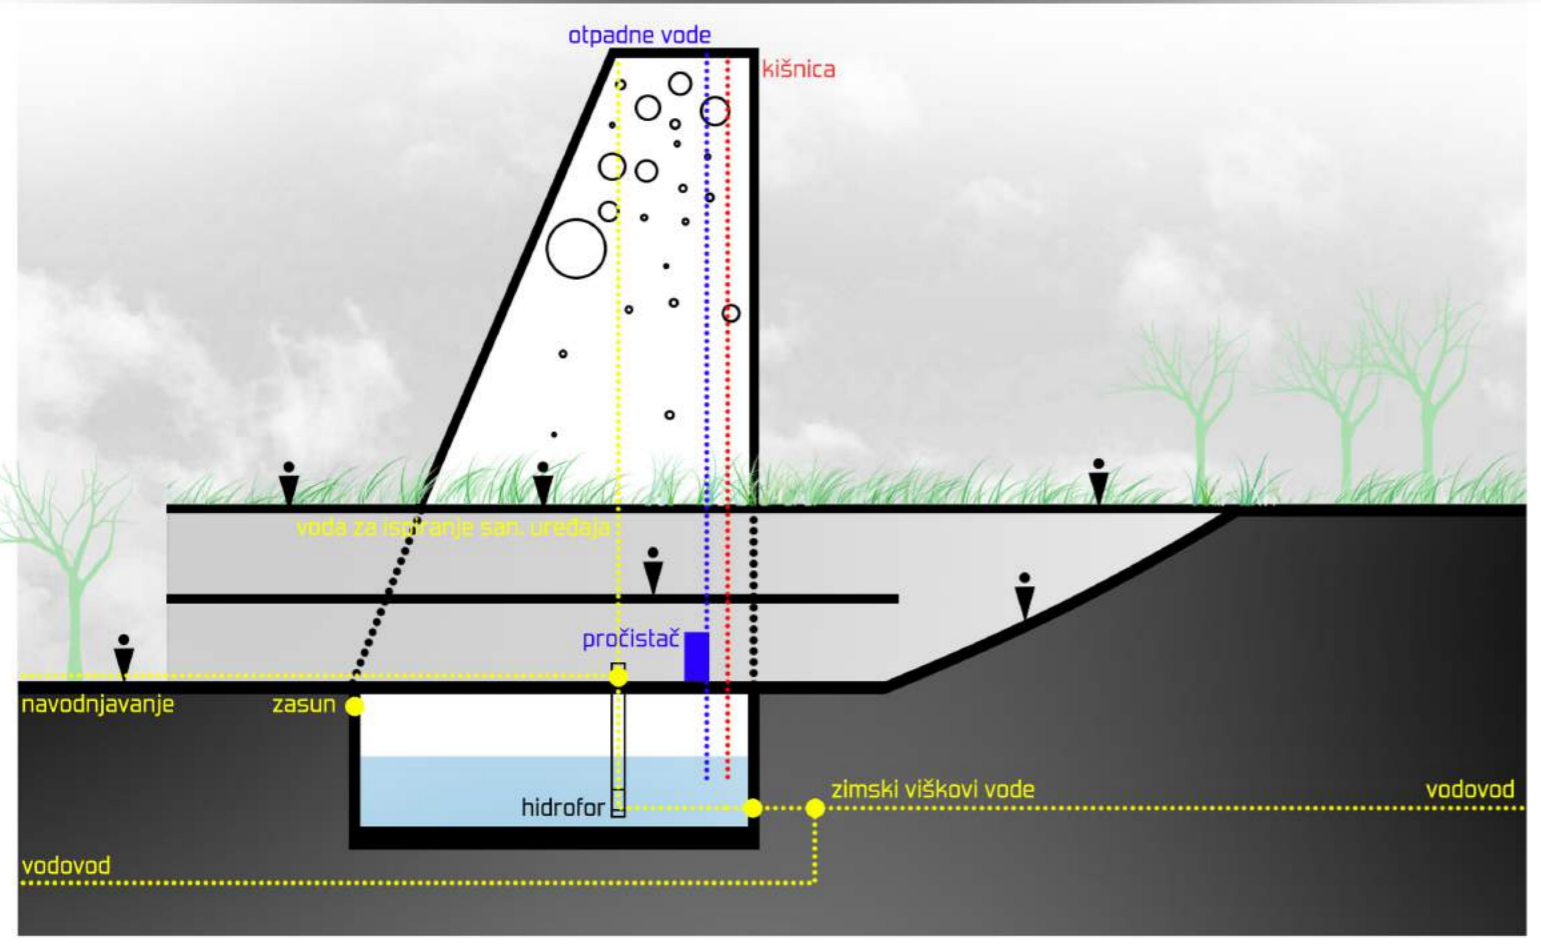 otpadne vode
kišnica
voda za ispiranje san. uređaja
pročistač
navodnjavanje
zasun
hidrofor
zimski viškovi vode
vodovod
vodovod